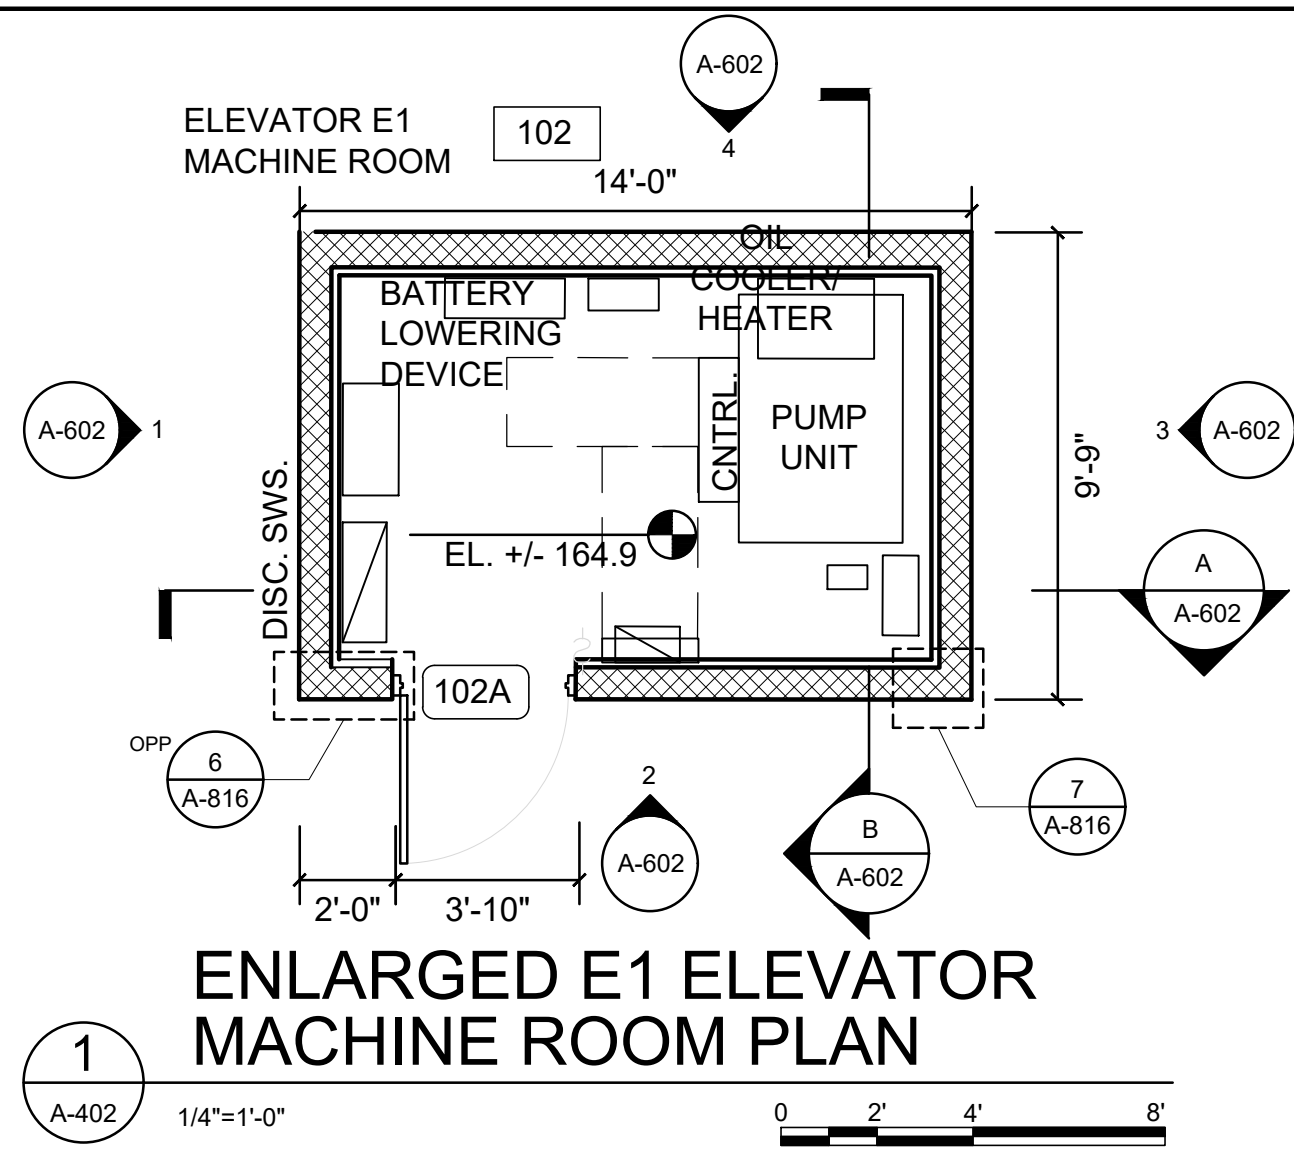 A-602
4
ELEVATOR E1
MACHINE ROOM
102
14'-0"
OIL
COOLER/
HEATER
BATTERY
LOWERING
DEVICE
CNTRL.
PUMP
UNIT
A-602
1
3
A-602
9'-9"
DISC. SWS.
EL. +/- 164.9
A
A-602
102A
OPP
6
A-816
2
A-602
B
A-602
7
A-816
2'-0"
3'-10"
ENLARGED E1 ELEVATOR
MACHINE ROOM PLAN
1
A-402
1/4"=1'-0"
0 2' 4' 8'